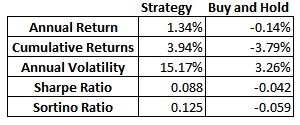 Strategy Buy and Hold
Annual Return 1.34% -0.14%
Cumulative Returns 3.94% -3.79%
Annual Volatility 15.17% 3.26%
Sharpe Ratio 0.088 -0.042
Sortino Ratio 0.125 -0.059